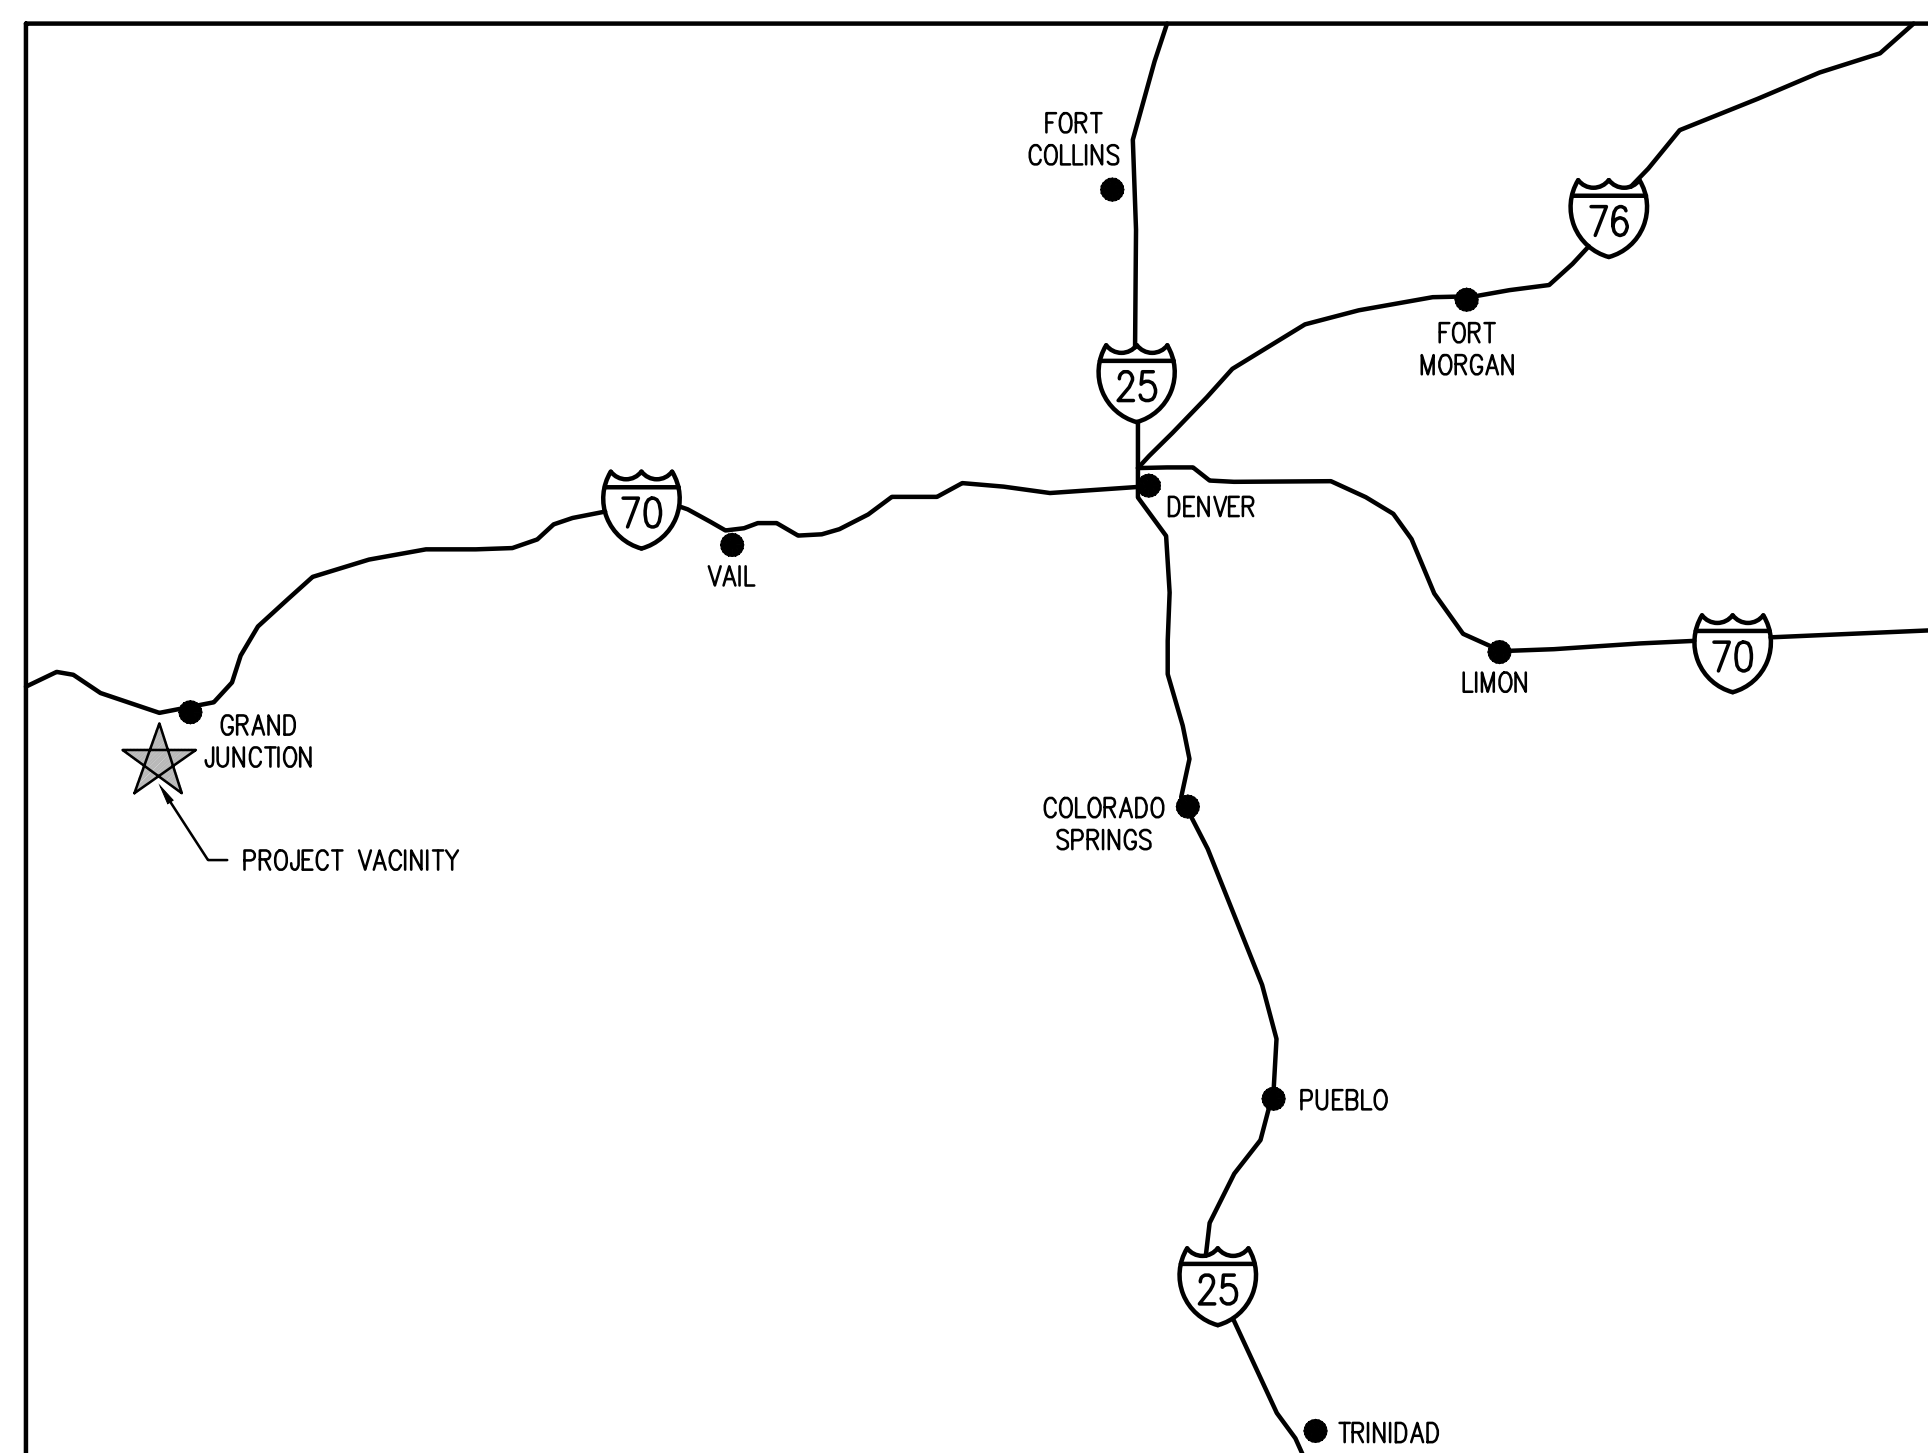 FORT
COLLINS
76
FORT
MORGAN
25
70
VAIL
DENVER
LIMON
70
GRAND
JUNCTION
PROJECT VACINITY
COLORADO
SPRINGS
PUEBLO
25
TRINIDAD